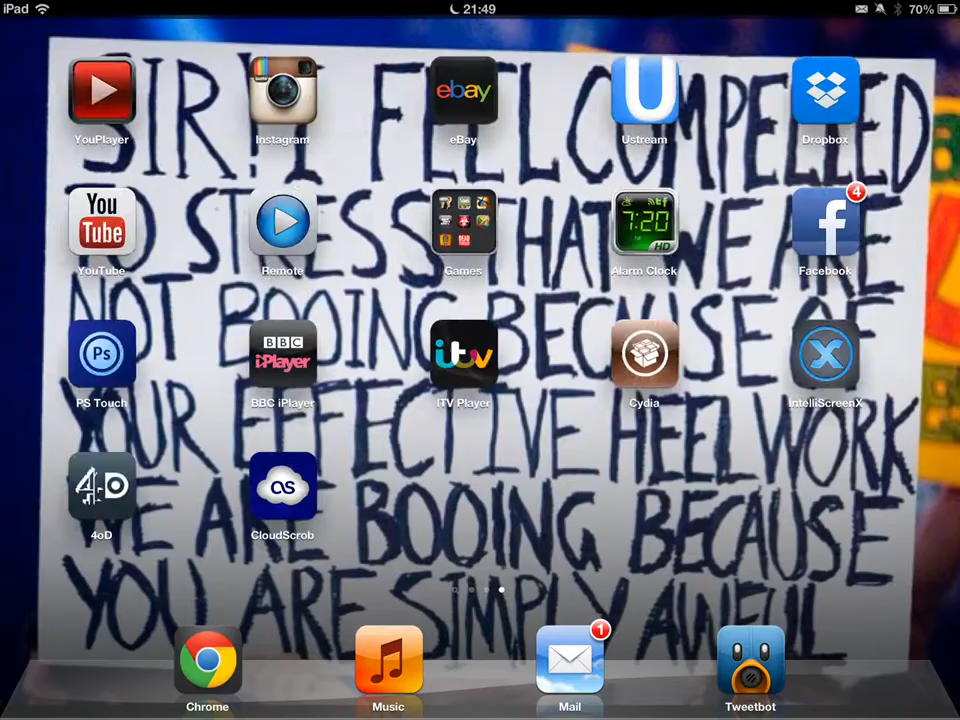 iPad 21:49 70%
SIR! I FEEL COMPELLED
TO STRESS THAT WE ARE
NOT BOOING BECAUSE OF
YOUR EFFECTIVE HEEL WORK
WE ARE BOOING BECAUSE
YOU ARE SIMPLY AWFUL
YouPlayer Instagram eBay Ustream Dropbox
ebay U
You Tube 7:20 HD f 4
YouTube Remote Games Alarm Clock Facebook
Ps BBC iPlayer itv X
PS Touch BBC iPlayer ITV Player Cydia IntelliScreenX
4oD as
4oD CloudScrob
1
Chrome Music Mail Tweetbot